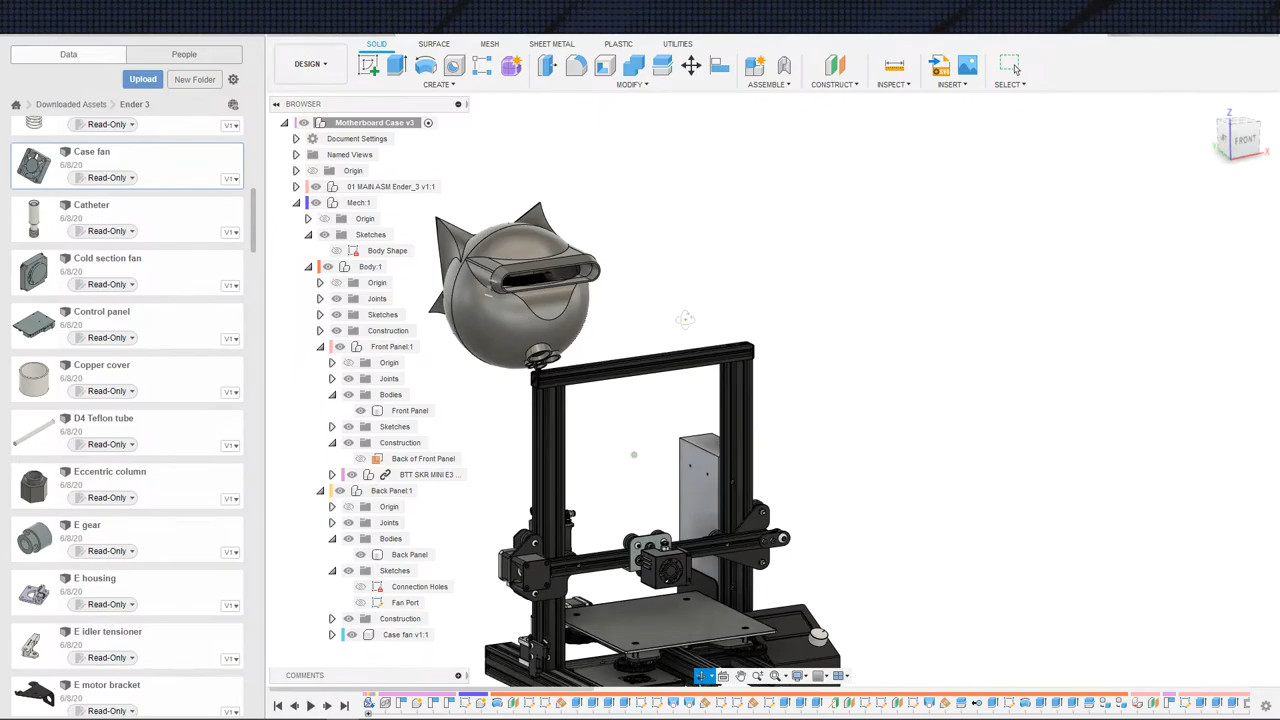 Data People
SOLID SURFACE MESH SHEET METAL PLASTIC UTILITIES
DESIGN
Upload New Folder
CREATE MODIFY ASSEMBLE CONSTRUCT INSPECT INSERT SELECT
Downloaded Assets Ender 3
BROWSER
Read-Only V1
Motherboard Case v3
Case fan
6/8/20
Read-Only V1
Document Settings
Named Views
Origin
01 MAIN ASM Ender_3 v1:1
Catheter
6/8/20
Read-Only V1
Mech:1
Origin
Sketches
Body Shape
Cold section fan
6/8/20
Read-Only V1
Body:1
Origin
Joints
Sketches
Control panel
6/8/20
Read-Only V1
Construction
Front Panel:1
Origin
Copper cover
6/8/20
Read-Only V1
Joints
Bodies
Front Panel
D4 Teflon tube
6/8/20
Read-Only V1
Sketches
Construction
Back of Front Panel
Eccentric column
6/8/20
Read-Only V1
BTT SKR MINI E3 ...
Back Panel:1
Origin
E gear
6/8/20
Read-Only V1
Joints
Bodies
Back Panel
E housing
6/8/20
Read-Only V1
Sketches
Connection Holes
Fan Port
Construction
E idler tensioner
6/8/20
Read-Only V1
Case fan v1:1
COMMENTS
E motor bracket
6/8/20
Read-Only V1
Z
FRONT
X